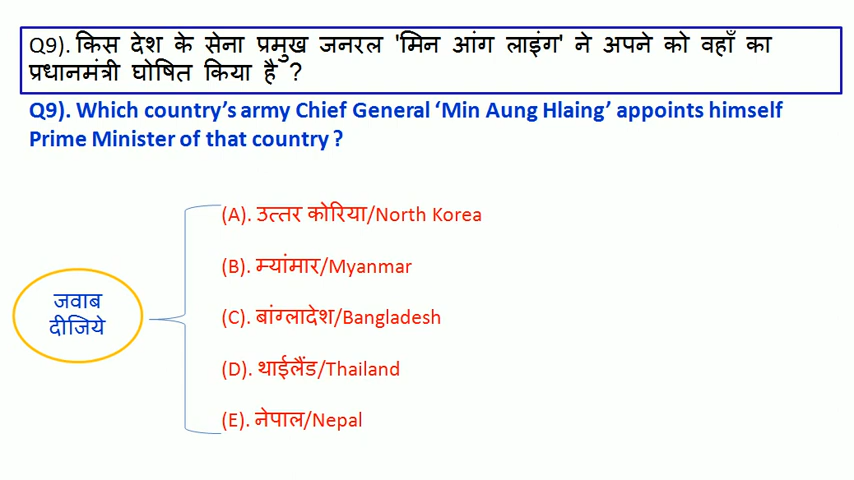 Q9). किस देश के सेना प्रमुख जनरल 'मिन आंग लाइंग' ने अपने को वहाँ का
प्रधानमंत्री घोषित किया है ?
Q9). Which country’s army Chief General ‘Min Aung Hlaing’ appoints himself
Prime Minister of that country ?
(A). उत्तर कोरिया/North Korea
(B). म्यांमार/Myanmar
जवाब
दीजिये
(C). बांग्लादेश/Bangladesh
(D). थाईलैंड/Thailand
(E). नेपाल/Nepal